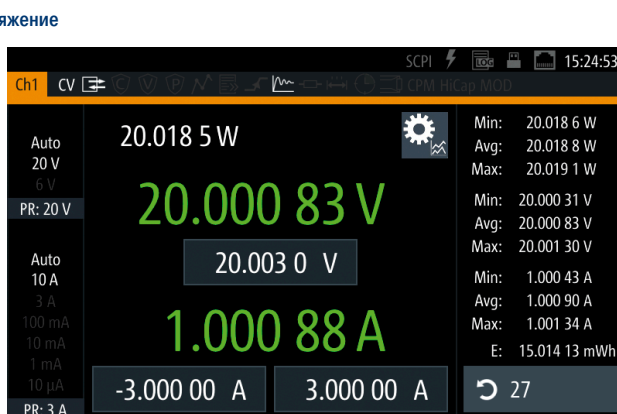 яжение
SCPI LOG 15:24:53
Ch1 CV C V P CPM HiCap MOD
Auto
20 V
6 V
PR: 20 V
Auto
10 A
3 A
100 mA
10 mA
1 mA
10 µA
PR: 3 A
20.018 5 W
20.000 83 V
20.003 0 V
1.000 88 A
-3.000 00 A 3.000 00 A
Min: 20.018 6 W
Avg: 20.018 8 W
Max: 20.019 1 W
Min: 20.000 31 V
Avg: 20.000 83 V
Max: 20.001 30 V
Min: 1.000 43 A
Avg: 1.000 90 A
Max: 1.001 34 A
E: 15.014 13 mWh
27